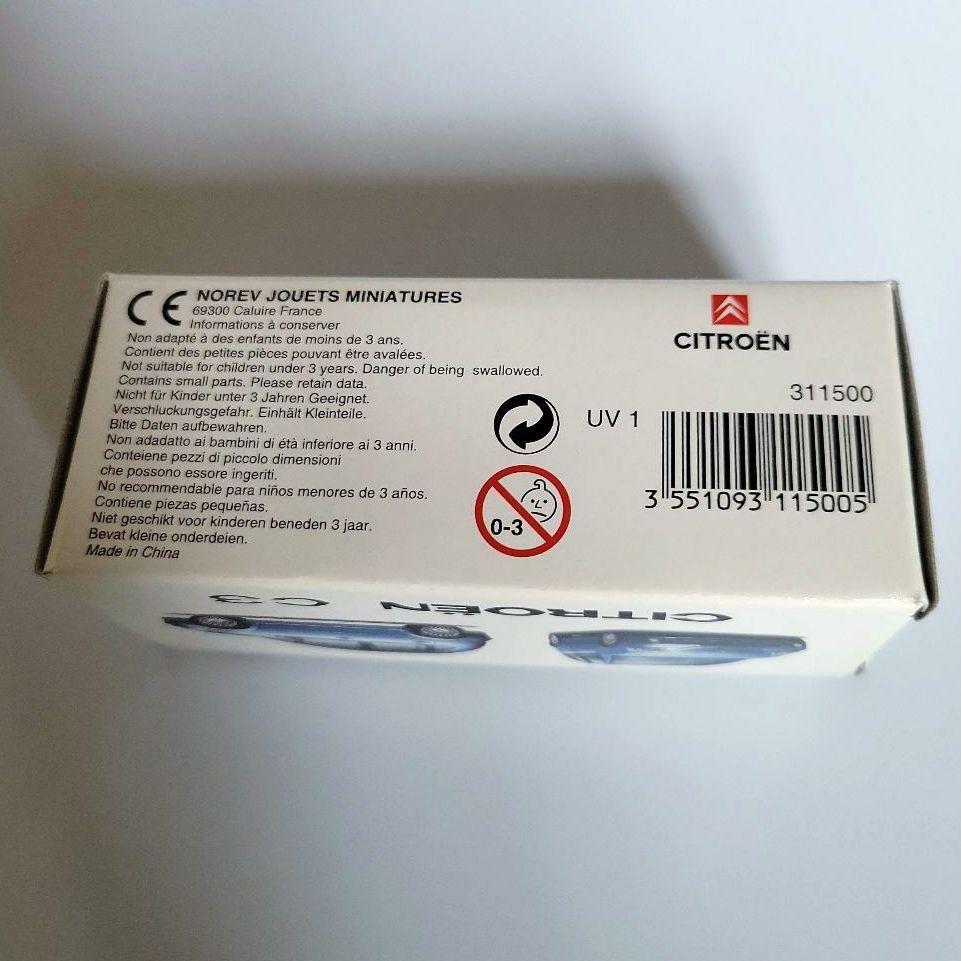 CE
NOREV JOUETS MINIATURES
69300 Caluire France
Informations à conserver
Non adapté à des enfants de moins de 3 ans.
Contient des petites pièces pouvant être avalées.
Not suitable for children under 3 years. Danger of being swallowed.
Contains small parts. Please retain data.
Nicht für Kinder unter 3 Jahren Geeignet.
Verschluckungsgefahr. Einhält Kleinteile.
Bitte Daten aufbewahren.
Non adadatto ai bambini di étà inferiore ai 3 anni.
Conteiene pezzi di piccolo dimensioni
che possono essore ingeriti.
No recommendable para niños menores de 3 años.
Contiene piezas pequeñas.
Niet geschikt voor kinderen beneden 3 jaar.
Bevat kleine onderdeien.
Made in China
0-3
UV 1
CITROËN
311500
3 551093 115005
CITROËN C3